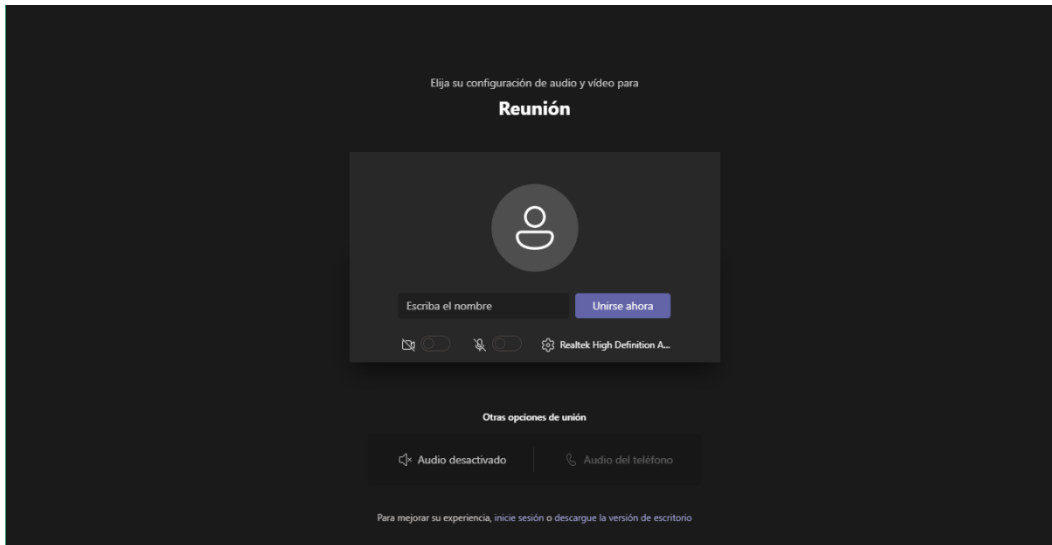 Elija su configuración de audio y vídeo para
Reunión
Escriba el nombre
Unirse ahora
Realtek High Definition A...
Otras opciones de unión
Audio desactivado
Audio del teléfono
Para mejorar su experiencia, inicie sesión o descargue la versión de escritorio